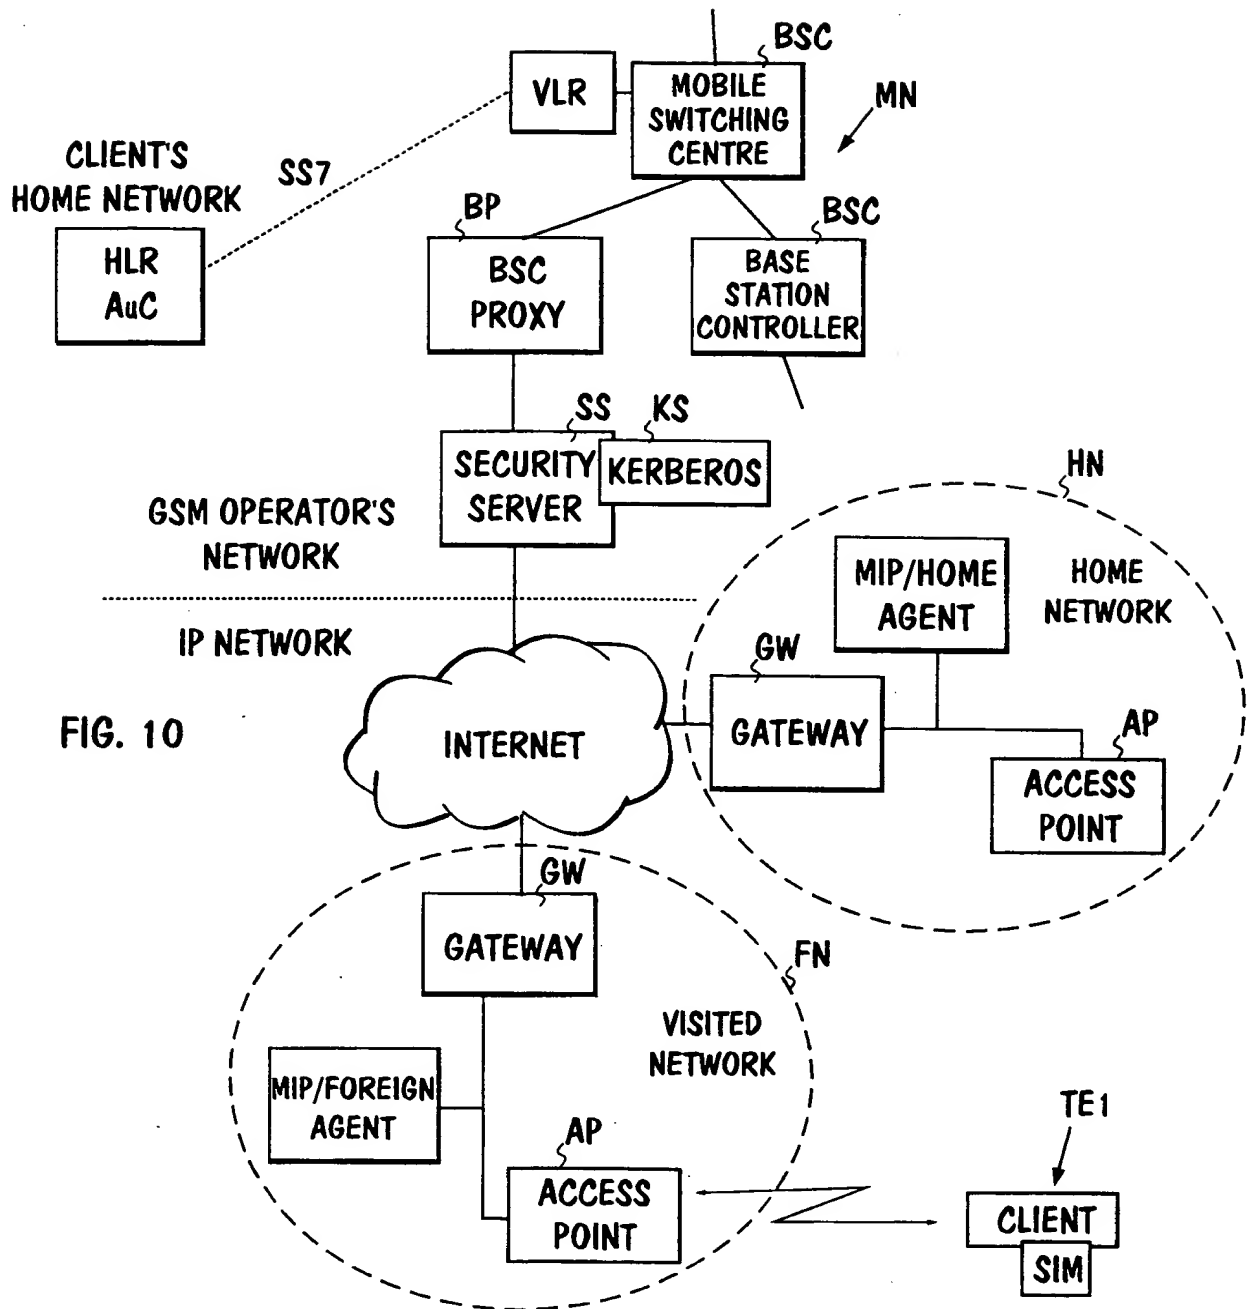 BSC
VLR
MOBILE
SWITCHING
CENTRE
MN
CLIENT'S
HOME NETWORK
SS7
HLR
AuC
BP
BSC
PROXY
BSC
BASE
STATION
CONTROLLER
SS
KS
SECURITY
SERVER
KERBEROS
GSM OPERATOR'S
NETWORK
IP NETWORK
HN
MIP/HOME
AGENT
HOME
NETWORK
GW
GATEWAY
AP
ACCESS
POINT
FIG. 10
INTERNET
GW
GATEWAY
FN
VISITED
NETWORK
MIP/FOREIGN
AGENT
AP
ACCESS
POINT
TE1
CLIENT
SIM